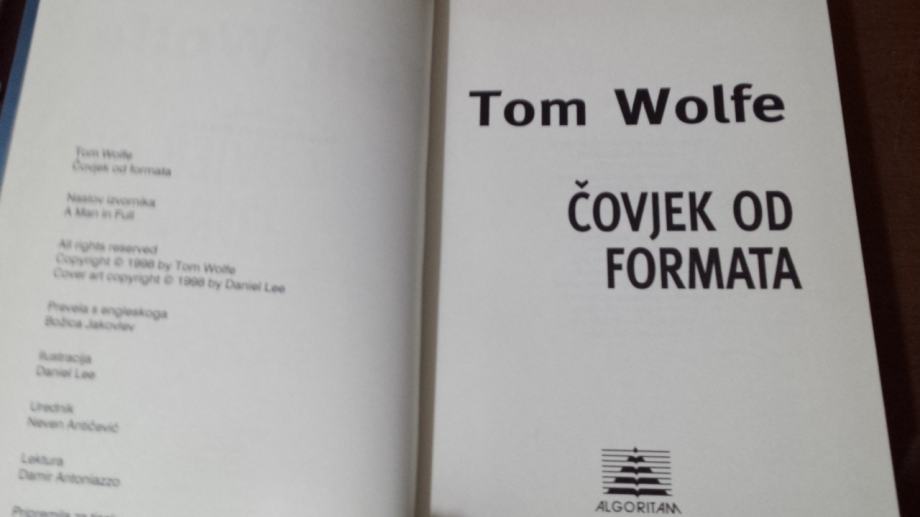 Tom Wolfe
Čovjek od formata
Naslov izvornika
A Man in Full
All rights reserved
Copyright © 1998 by Tom Wolfe
Cover art copyright © 1998 by Daniel Lee
Prevela s engleskoga
Božica Jakovlev
Ilustracija
Daniel Lee
Urednik
Neven Antičević
Lektura
Damir Antoniazzo
Pripremila za
Tom Wolfe
ČOVJEK OD
FORMATA
ALGORITAM